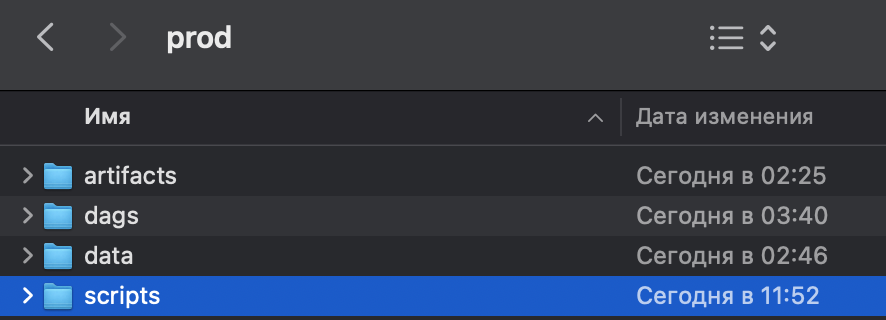 prod
Имя Дата изменения
artifacts Сегодня в 02:25
dags Сегодня в 03:40
data Сегодня в 02:46
scripts Сегодня в 11:52